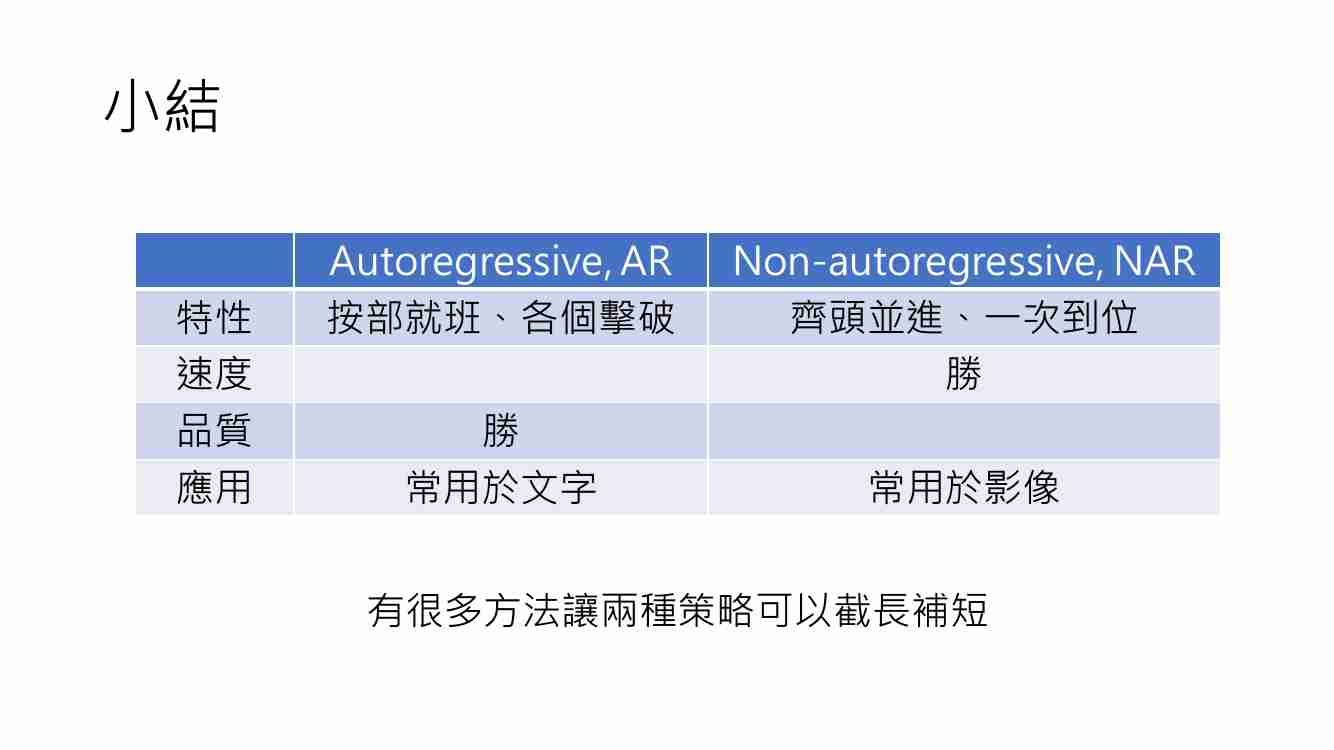 小結
Autoregressive, AR Non-autoregressive, NAR
特性 按部就班、各個擊破 齊頭並進、一次到位
速度 勝
品質 勝
應用 常用於文字 常用於影像
有很多方法讓兩種策略可以截長補短